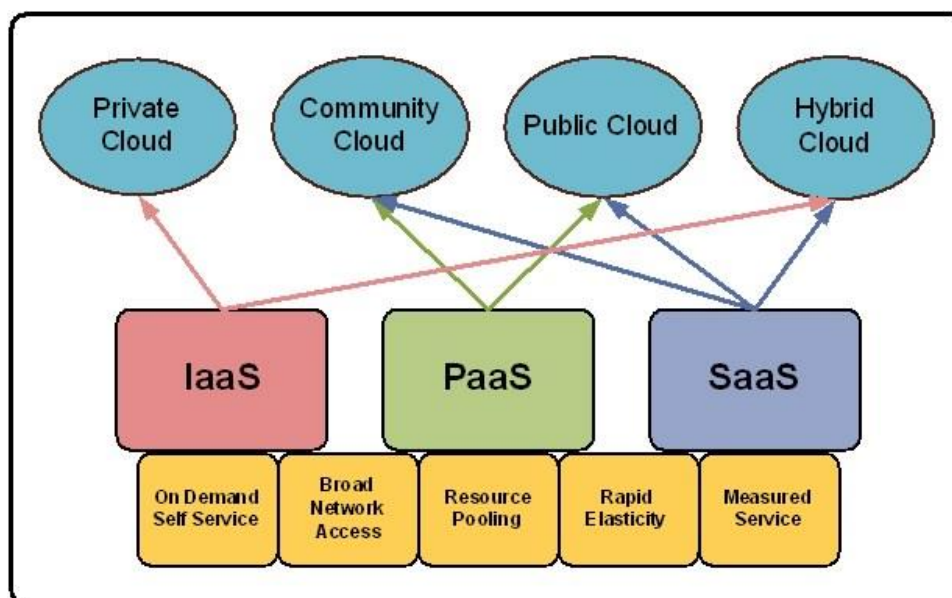 Private
Cloud
Community
Cloud
Public Cloud
Hybrid
Cloud
IaaS
PaaS
SaaS
On Demand
Self Service
Broad
Network
Access
Resource
Pooling
Rapid
Elasticity
Measured
Service